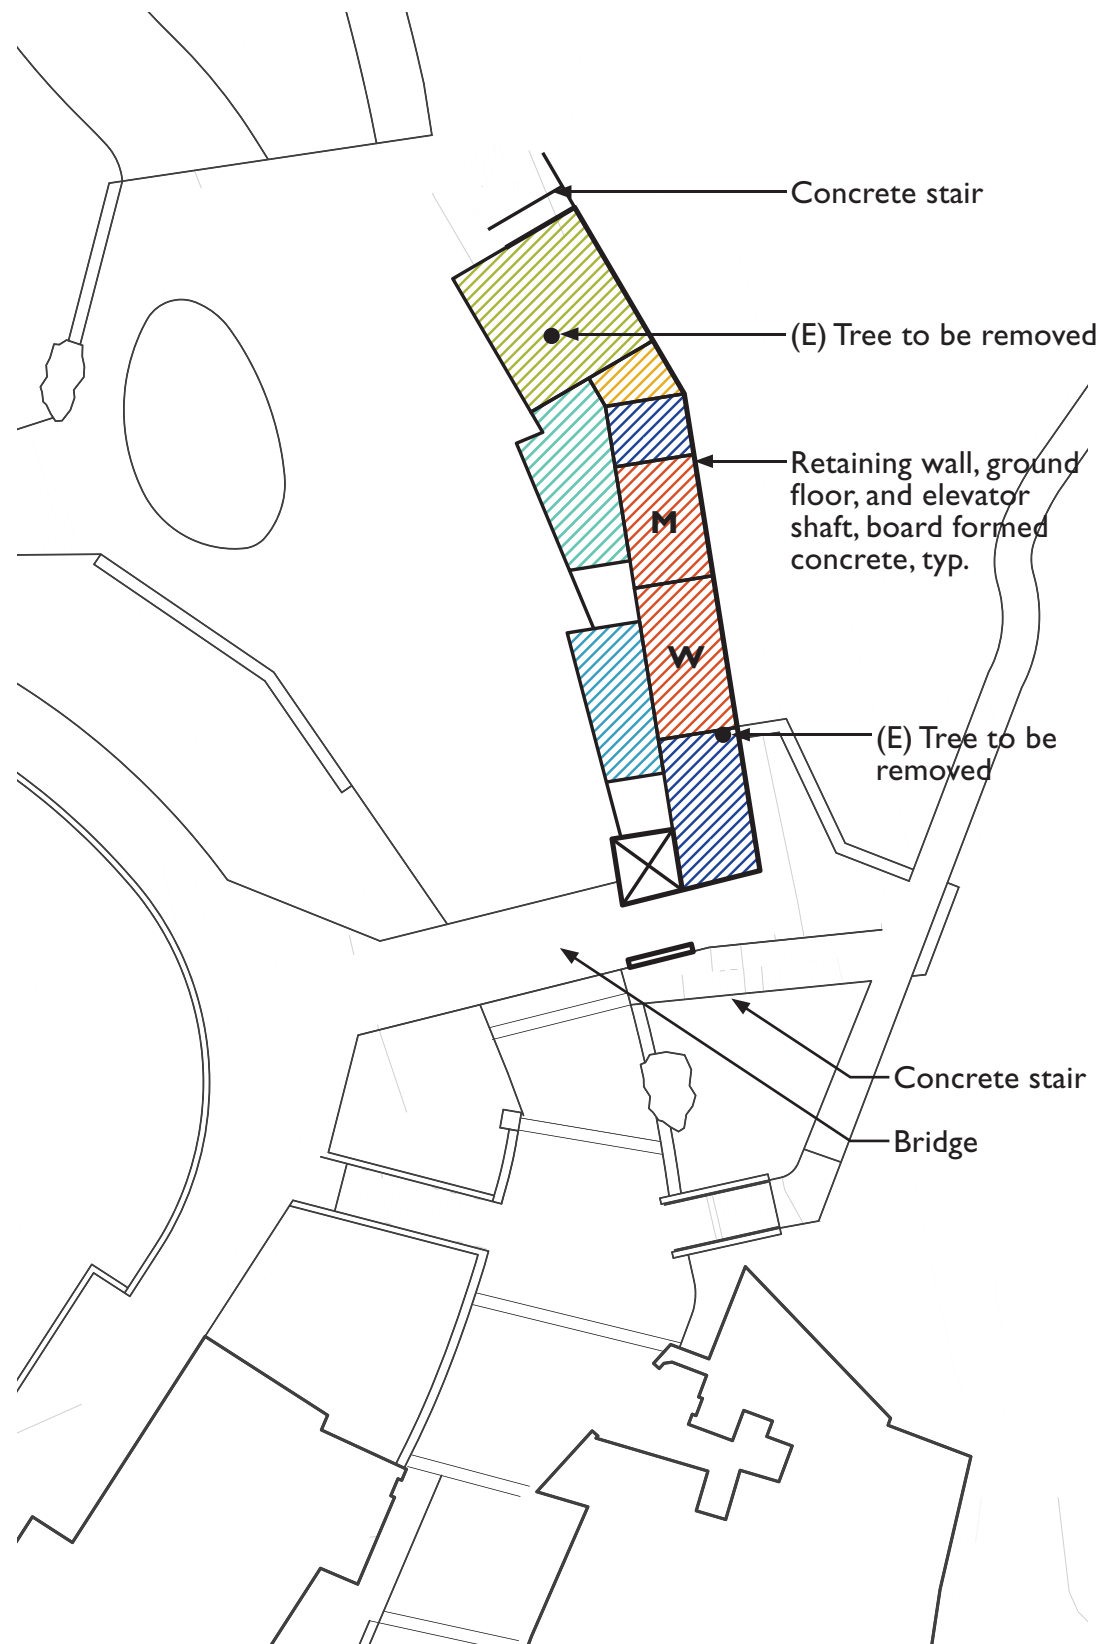 Concrete stair
(E) Tree to be removed
Retaining wall, ground
floor, and elevator
shaft, board formed
concrete, typ.
M
W
(E) Tree to be
removed
Concrete stair
Bridge